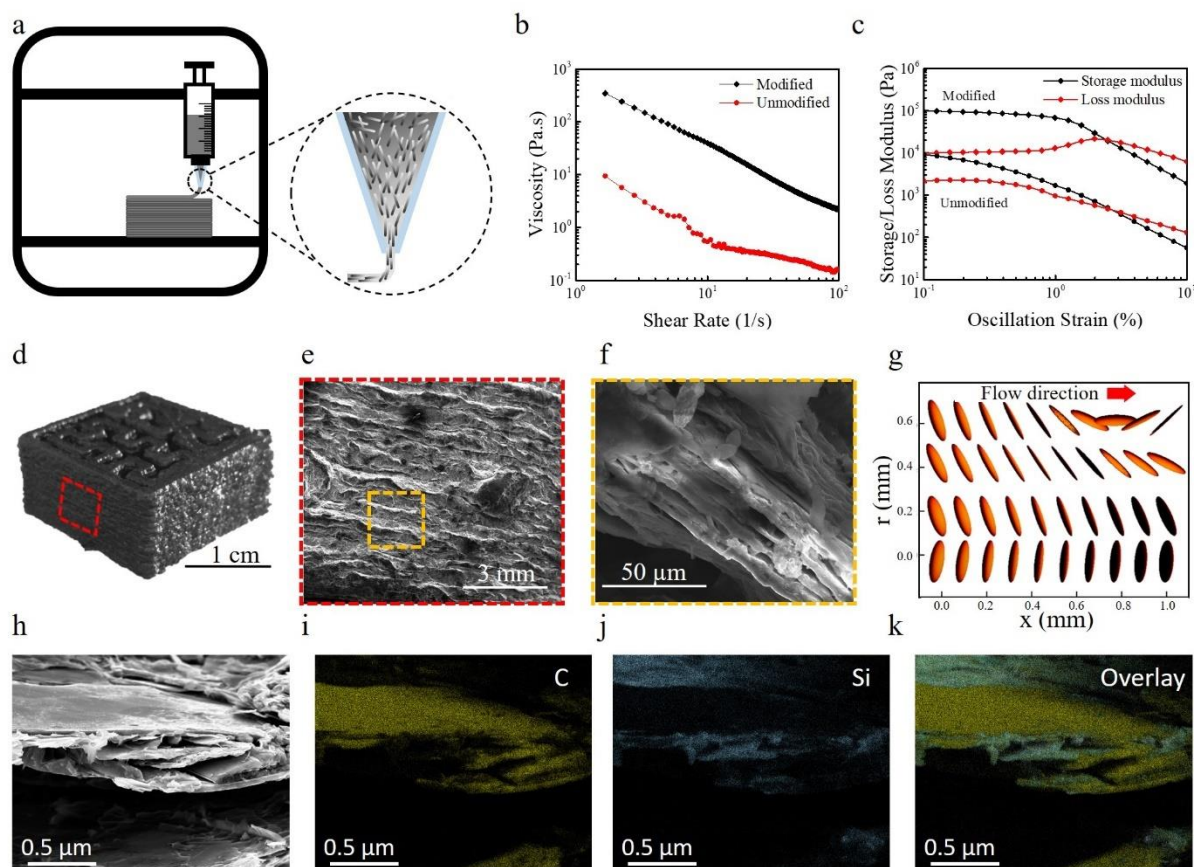 a
b
c
Modified
Unmodified
Viscosity (Pa.s)
10³
10²
10¹
10⁰
10⁻¹
10⁰
10¹
10²
Shear Rate (1/s)
Storage modulus
Loss modulus
Modified
Unmodified
Storage/Loss Modulus (Pa)
10⁶
10⁵
10⁴
10³
10²
10¹
10⁻¹
10⁰
10¹
Oscillation Strain (%)
d
e
f
g
1 cm
3 mm
50 µm
Flow direction
r (mm)
0.6
0.4
0.2
0.0
0.0 0.2 0.4 0.6 0.8 1.0
x (mm)
h
i
j
k
C
Si
Overlay
0.5 µm
0.5 µm
0.5 µm
0.5 µm